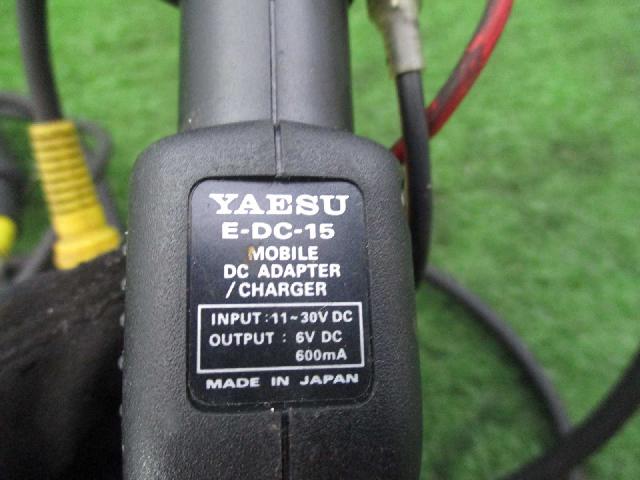 YAESU
E-DC-15
MOBILE
DC ADAPTER
/CHARGER
INPUT : 11~30V DC
OUTPUT : 6V DC
600mA
MADE IN JAPAN